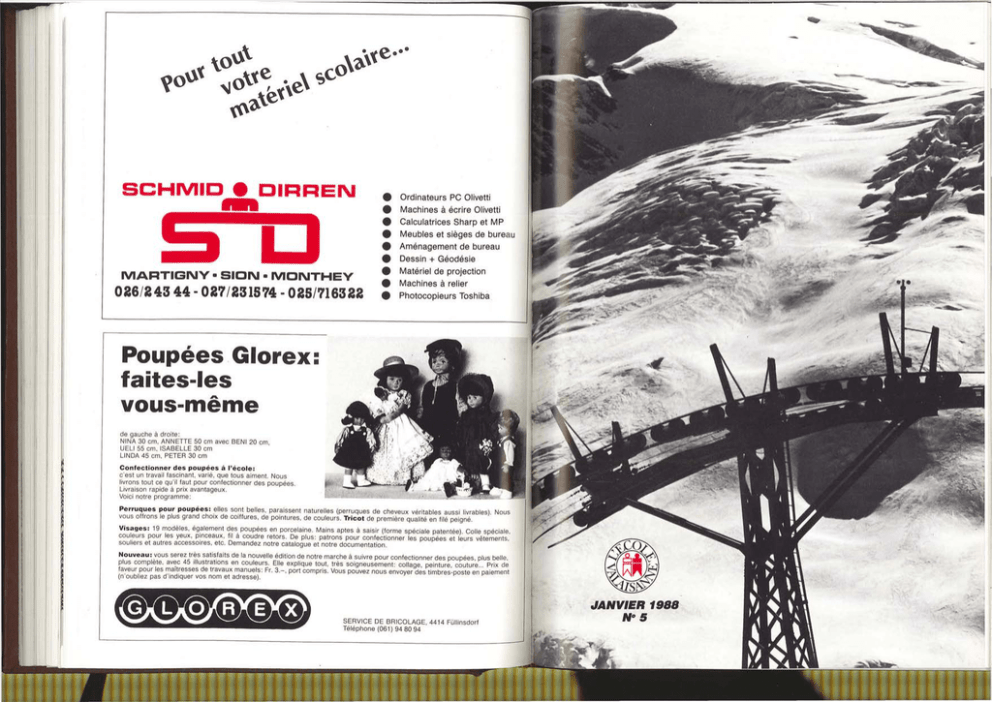 Pour tout
votre
matériel scolaire...
SCHMID DIRREN
SD
MARTIGNY ▪ SION ▪ MONTHEY
026/2 43 44 - 027/231574 - 025/716322
● Ordinateurs PC Olivetti
● Machines à écrire Olivetti
● Calculatrices Sharp et MP
● Meubles et sièges de bureau
● Aménagement de bureau
● Dessin + Géodésie
● Matériel de projection
● Machines à relier
● Photocopieurs Toshiba
Poupées Glorex:
faites-les
vous-même
de gauche à droite:
NINA 30 cm, ANNETTE 50 cm avec BENI 20 cm,
UELI 55 cm, ISABELLE 30 cm
LINDA 45 cm, PETER 30 cm
Confectionner des poupées à l'école:
c'est un travail fascinant, varié, que tous aiment. Nous
livrons tout ce qu'il faut pour confectionner des poupées.
Livraison rapide à prix avantageux.
Voici notre programme:
Perruques pour poupées: elles sont belles, paraissent naturelles (perruques de cheveux véritables aussi livrables). Nous
vous offrons le plus grand choix de coiffures, de pointures, de couleurs. Tricot de première qualité en filé peigné.
Visages: 19 modèles, également des poupées en porcelaine. Mains aptes à saisir (forme spéciale patentée). Colle spéciale,
couleurs pour les yeux, pinceaux, fil à coudre retors. De plus: patrons pour confectionner les poupées et leurs vêtements,
souliers et autres accessoires, etc. Demandez notre catalogue et notre documentation.
Nouveau: vous serez très satisfaits de la nouvelle édition de notre marche à suivre pour confectionner des poupées, plus belle,
plus complète, avec 45 illustrations en couleurs. Elle explique tout, très soigneusement: collage, peinture, couture... Prix de
faveur pour les maîtresses de travaux manuels: Fr. 3.–, port compris. Vous pouvez nous envoyer des timbres-poste en paiement
(n'oubliez pas d'indiquer vos nom et adresse).
GLOREX
SERVICE DE BRICOLAGE, 4414 Füllinsdorf
Téléphone (061) 94 80 94
L'ÉCOLE
VALAISANNE
JANVIER 1988
N° 5